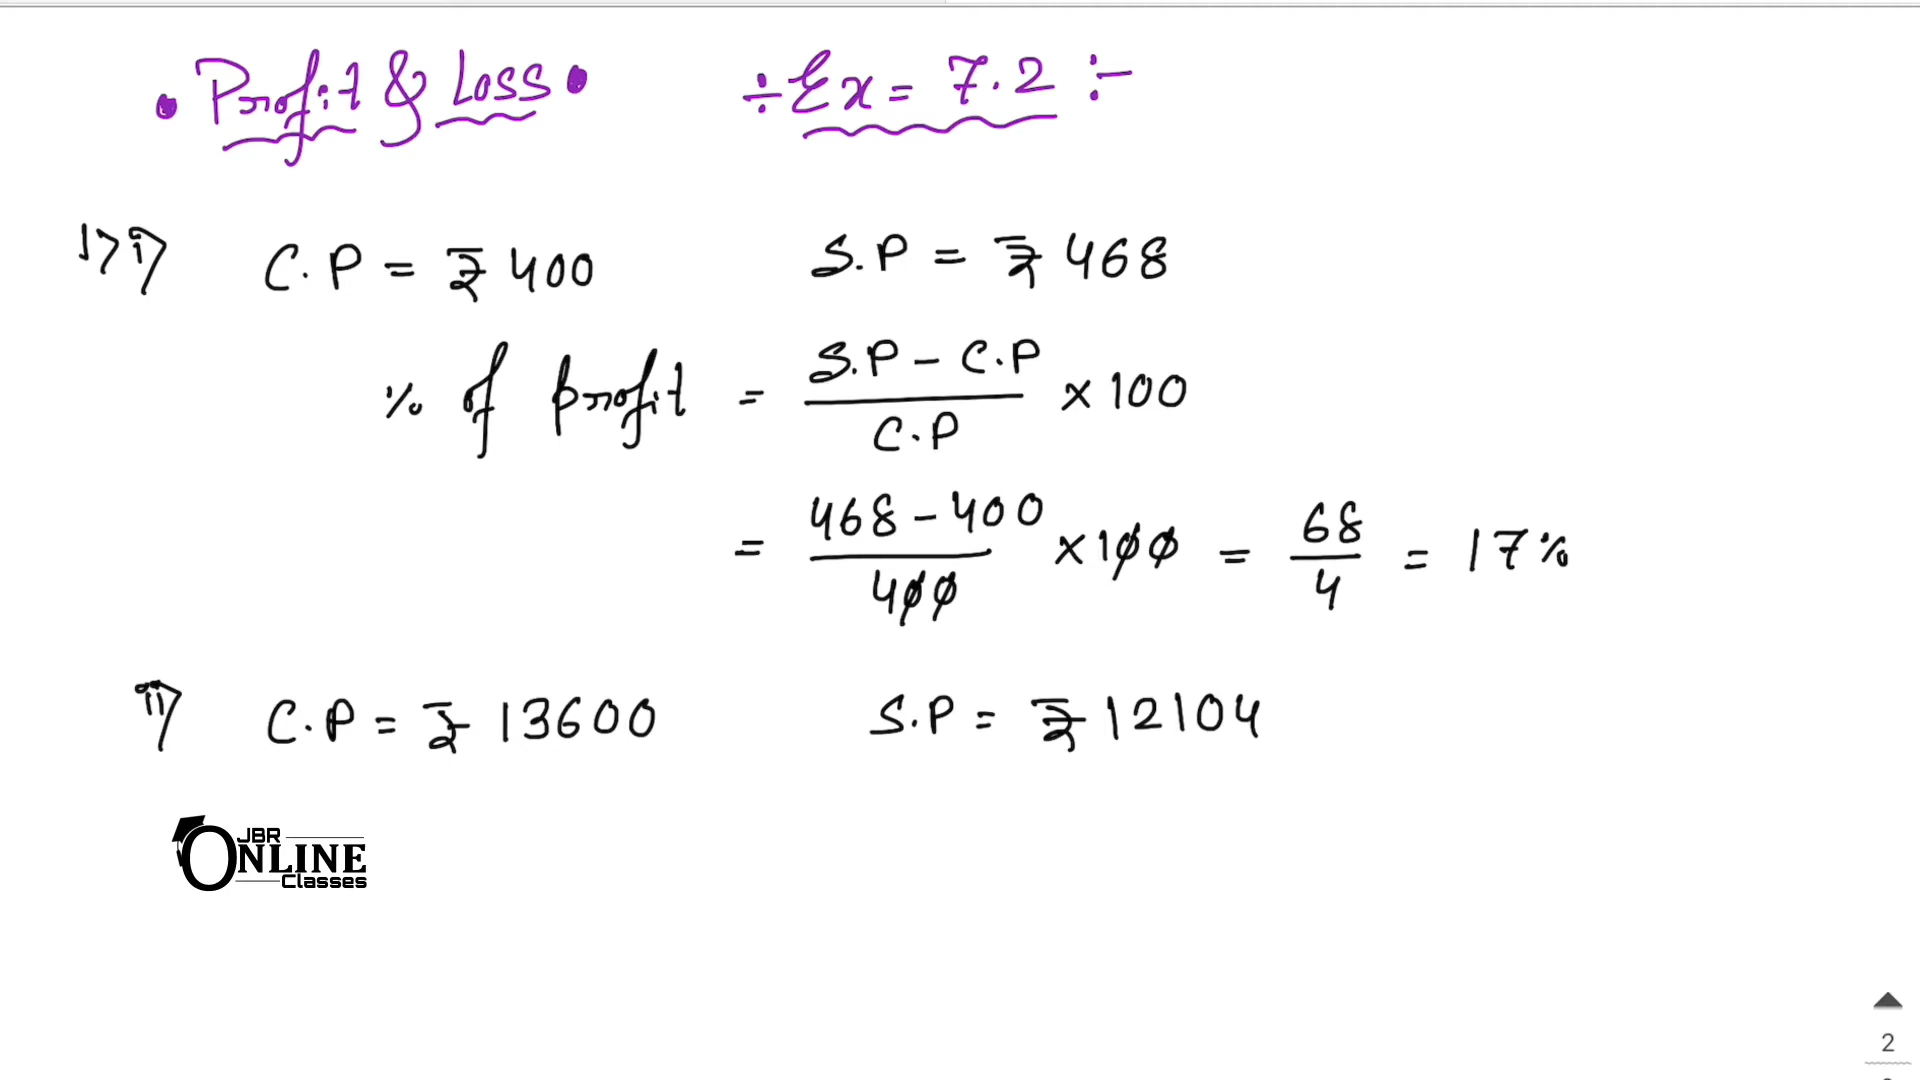 • Profit & Loss • ÷ Ex = 7.2 :-
1> i> C.P = ₹ 400 S.P = ₹ 468
% of profit = S.P - C.P / C.P × 100
= 468 - 400 / 400 × 100 = 68 / 4 = 17%
ii> C.P = ₹ 13600 S.P = ₹ 12104
JBR
ONLINE
Classes
2